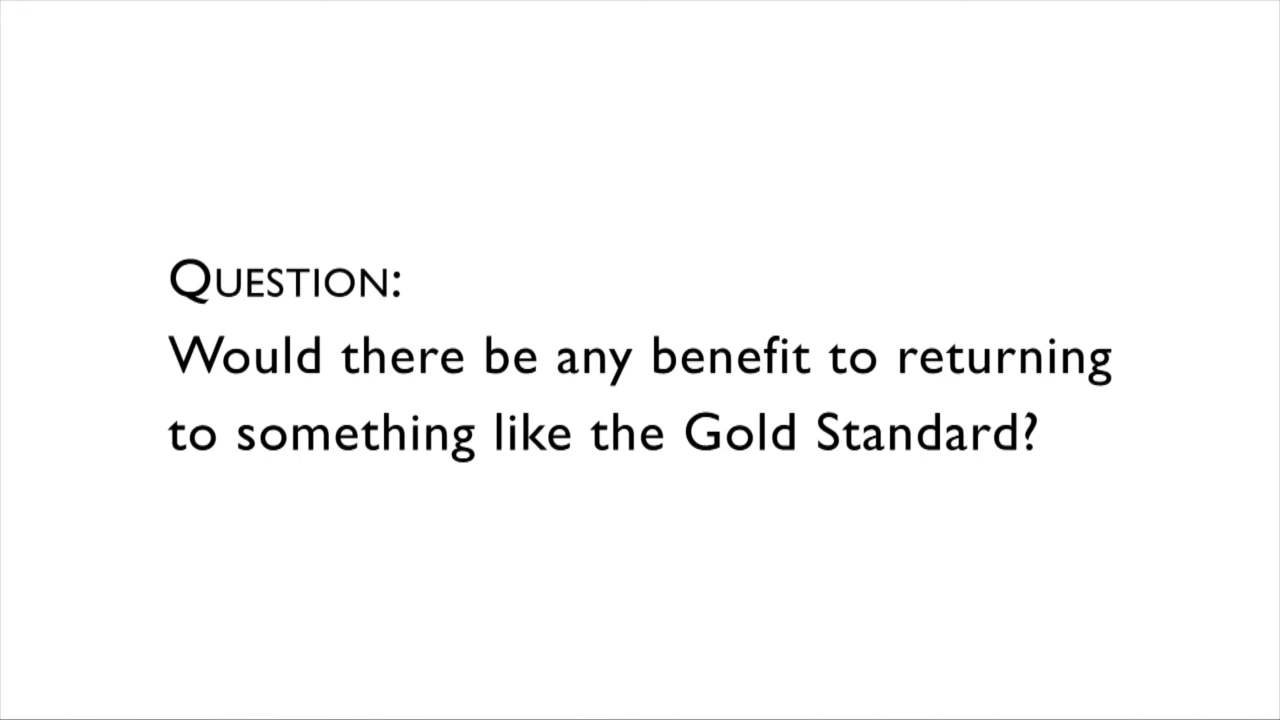 Question:
Would there be any benefit to returning
to something like the Gold Standard?